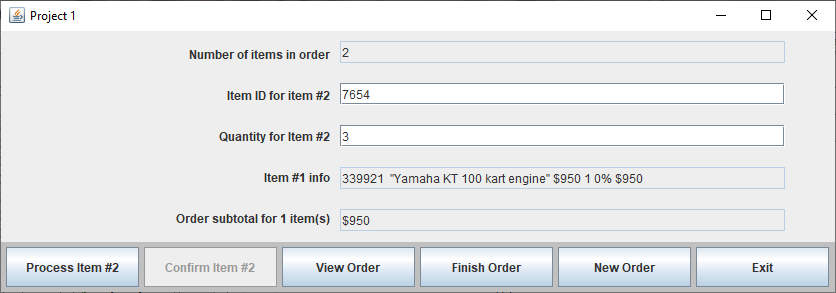 Project 1
Number of items in order 2
Item ID for item #2 7654
Quantity for Item #2 3
Item #1 info 339921 "Yamaha KT 100 kart engine" $950 1 0% $950
Order subtotal for 1 item(s) $950
Process Item #2 Confirm Item #2 View Order Finish Order New Order Exit